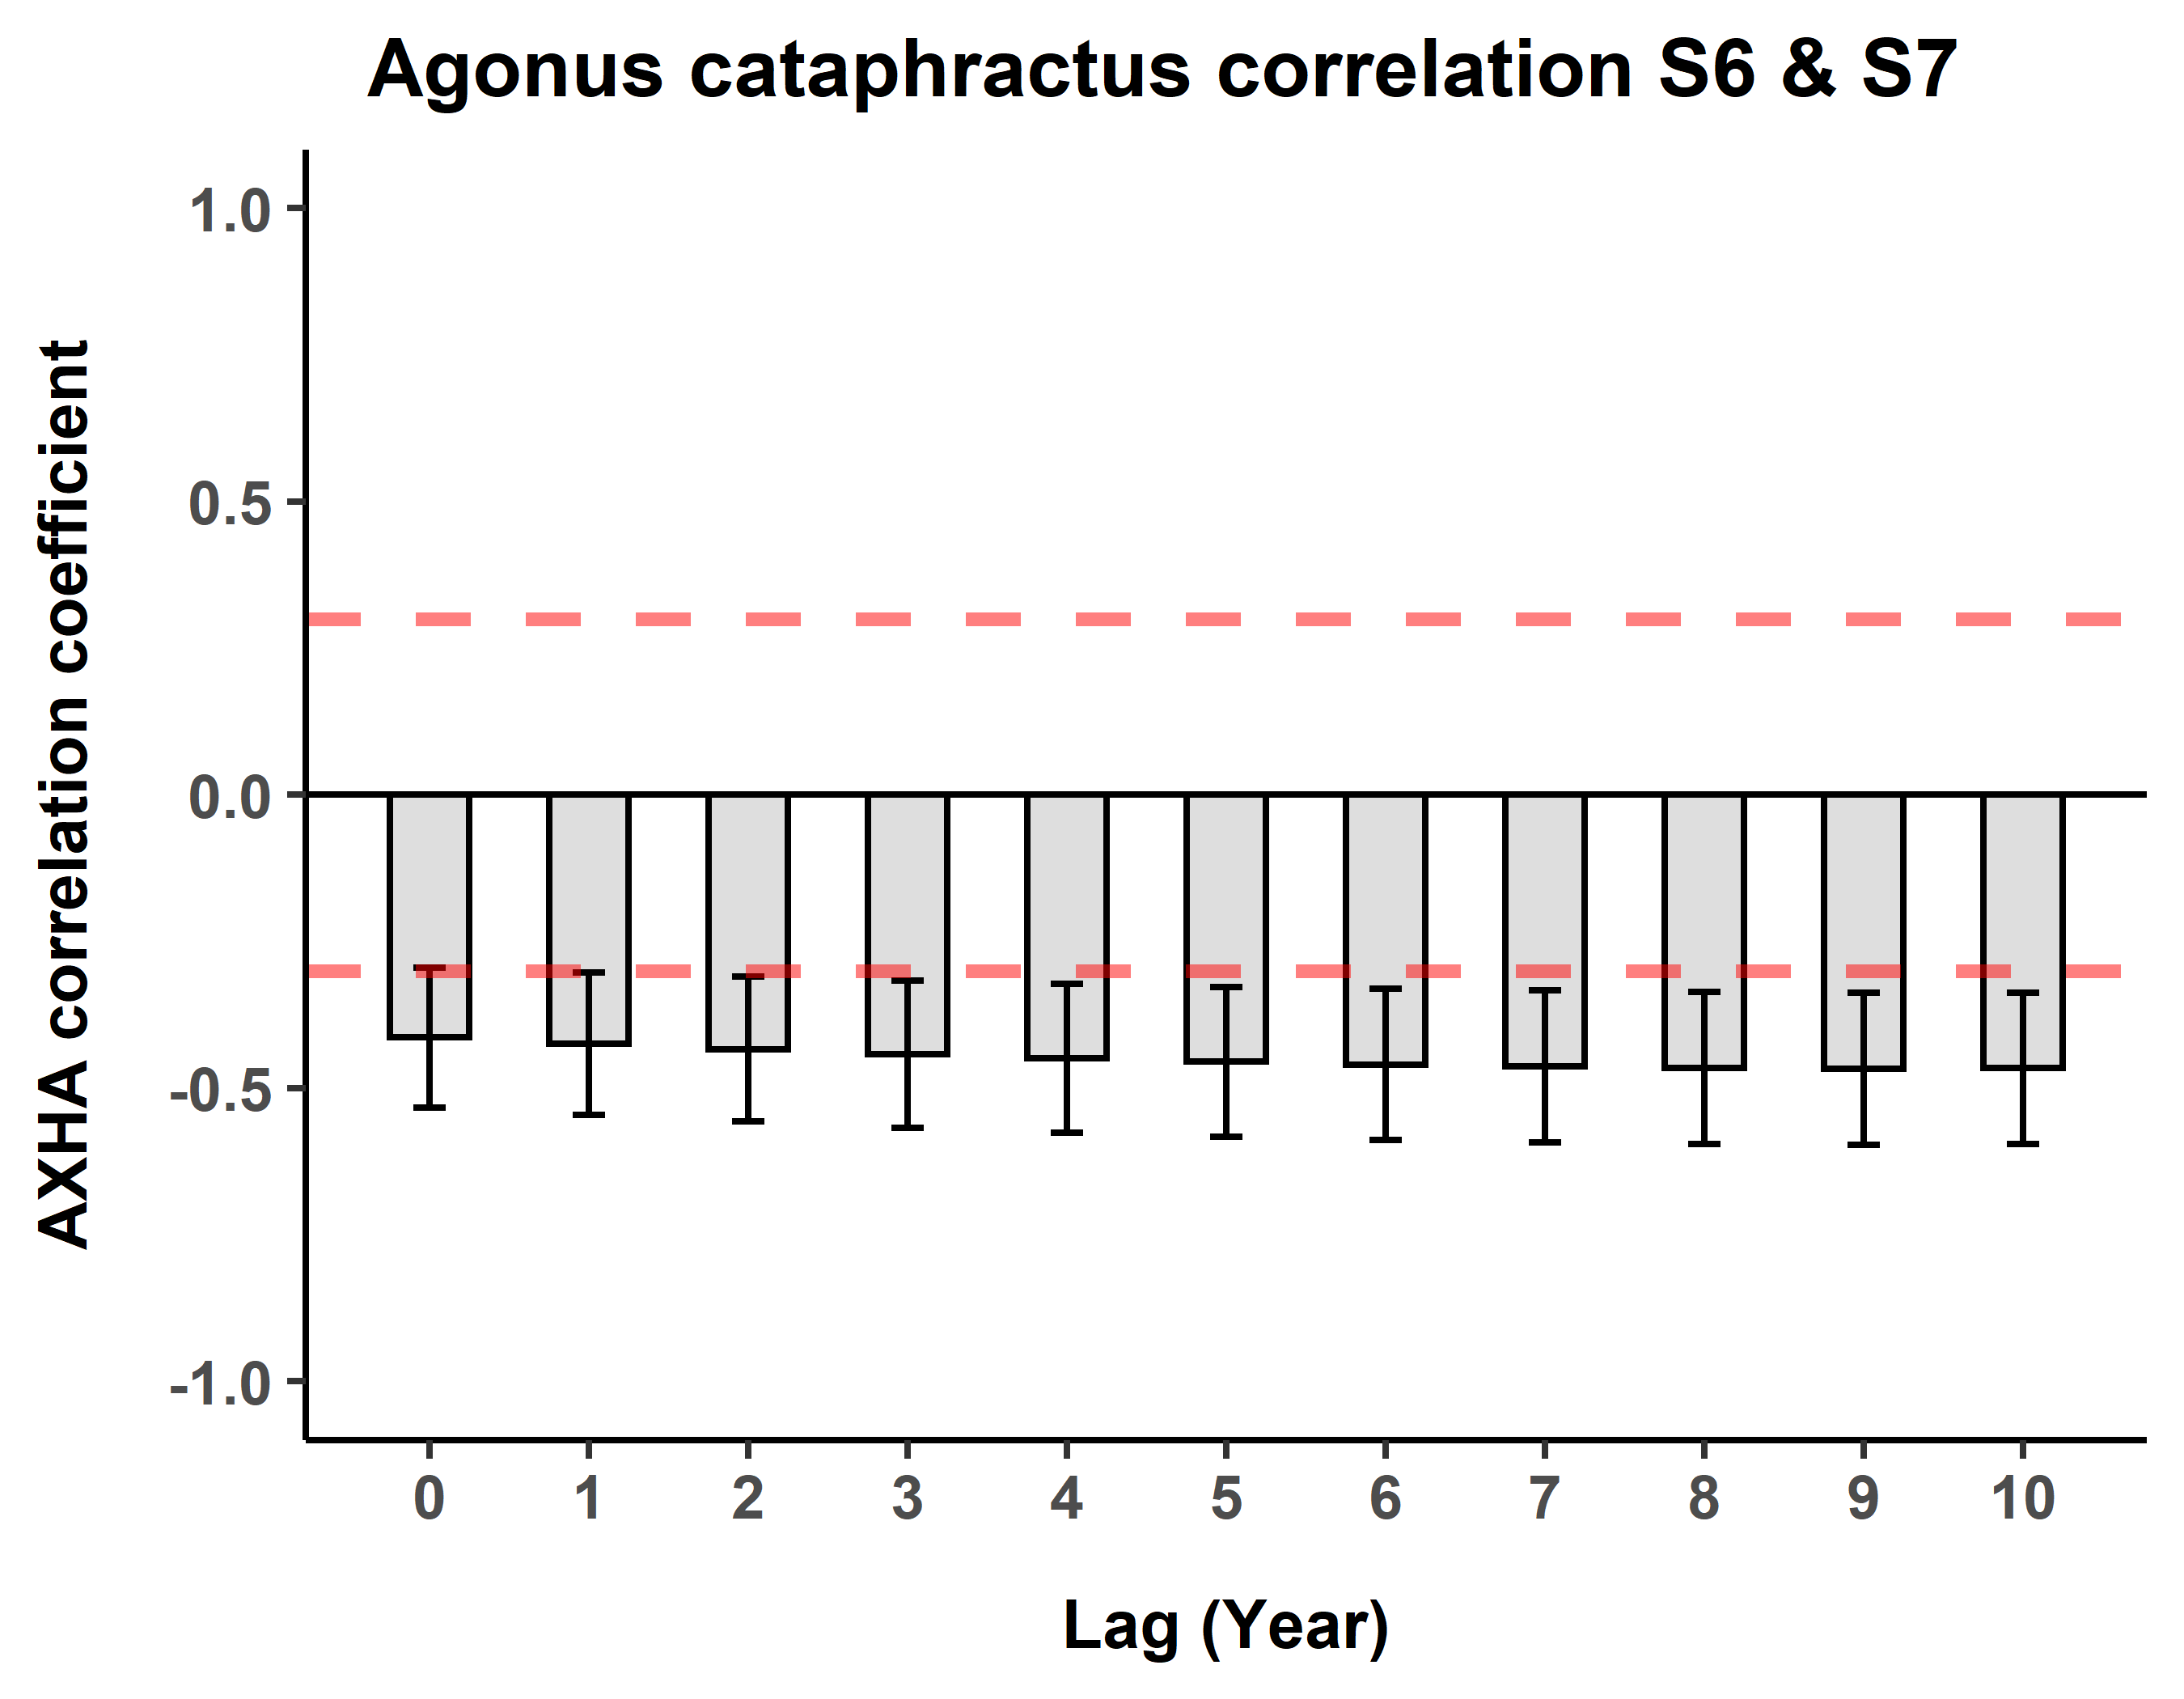 Agonus cataphractus correlation S6 & S7
AXHA correlation coefficient
1.0
0.5
0.0
-0.5
-1.0
0 1 2 3 4 5 6 7 8 9 10
Lag (Year)